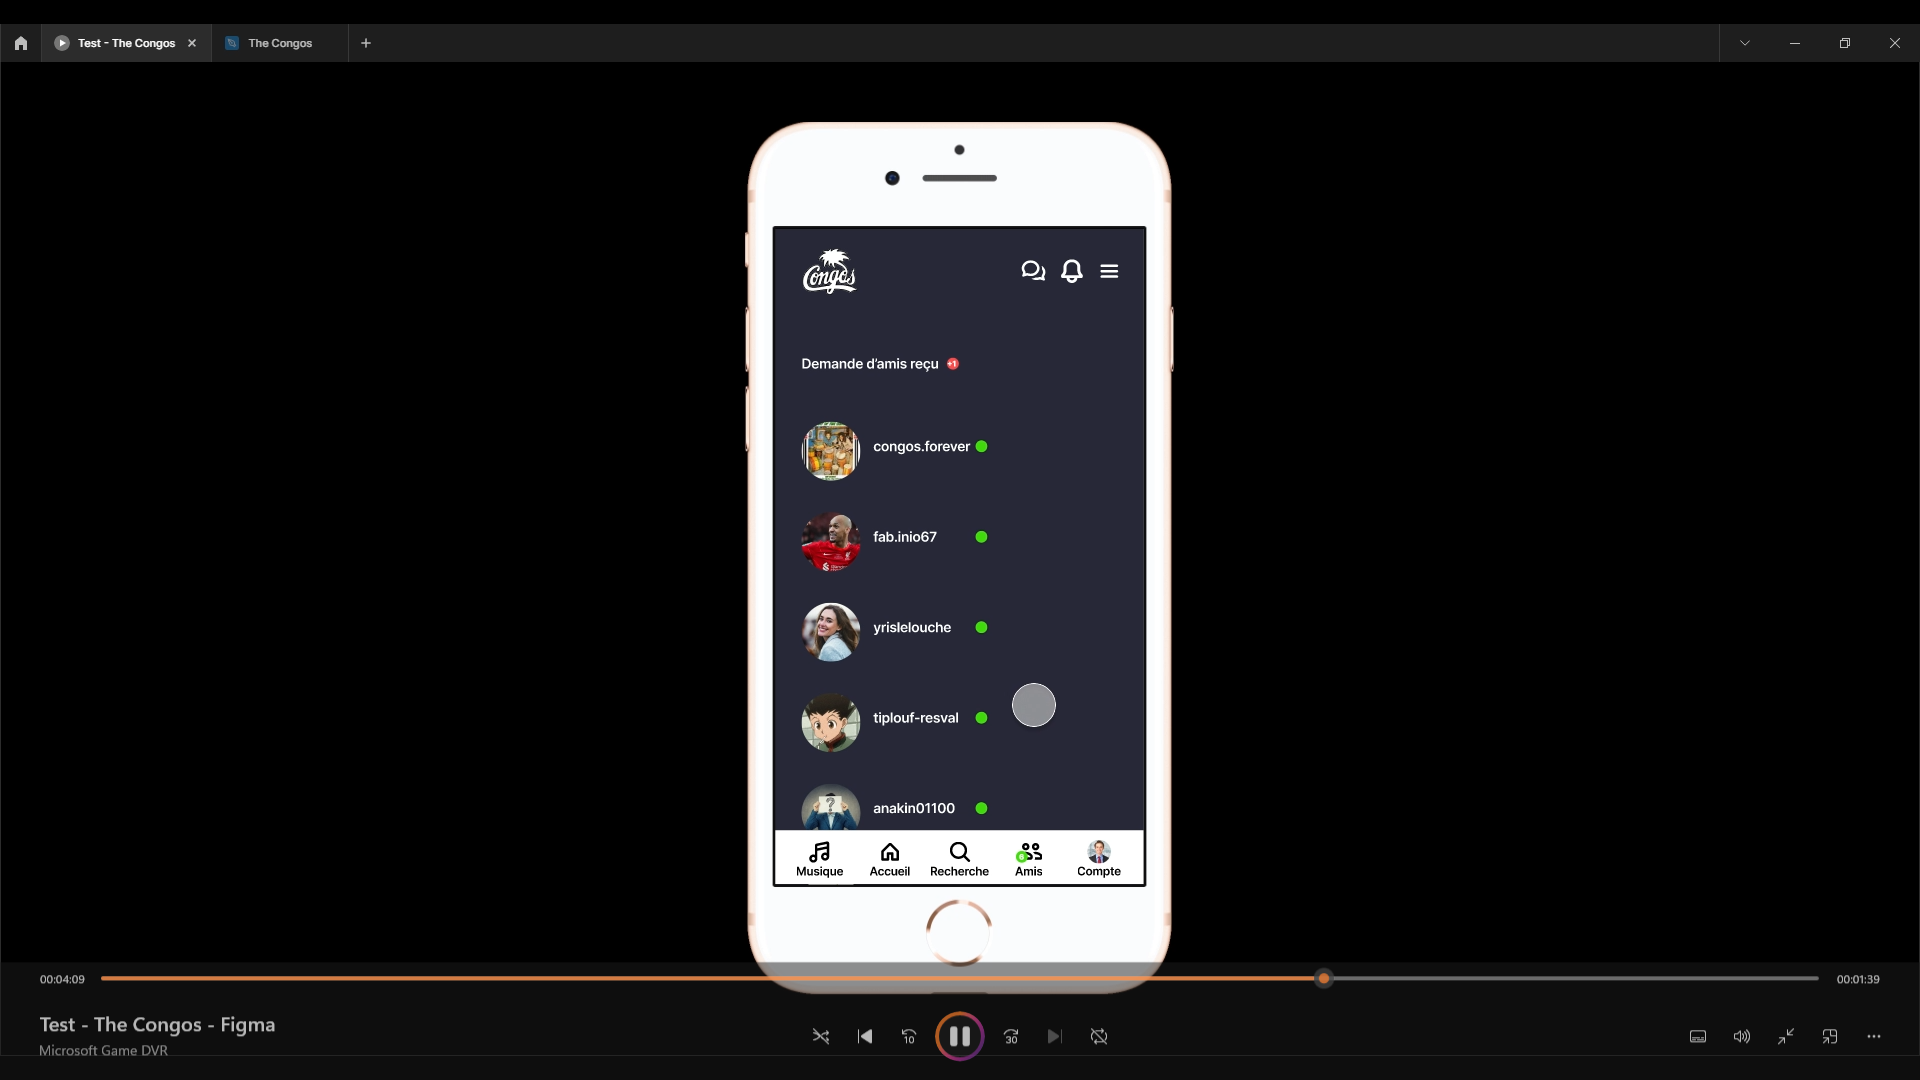 Test - The Congos
The Congos
Congos
Demande d'amis reçu +1
congos.forever
fab.inio67
yrislelouche
tiplouf-resval
?
anakin01100
Musique
Accueil
Recherche
6
Amis
Compte
00:04:09
00:01:39
Test - The Congos - Figma
Microsoft Game DVR
10
30